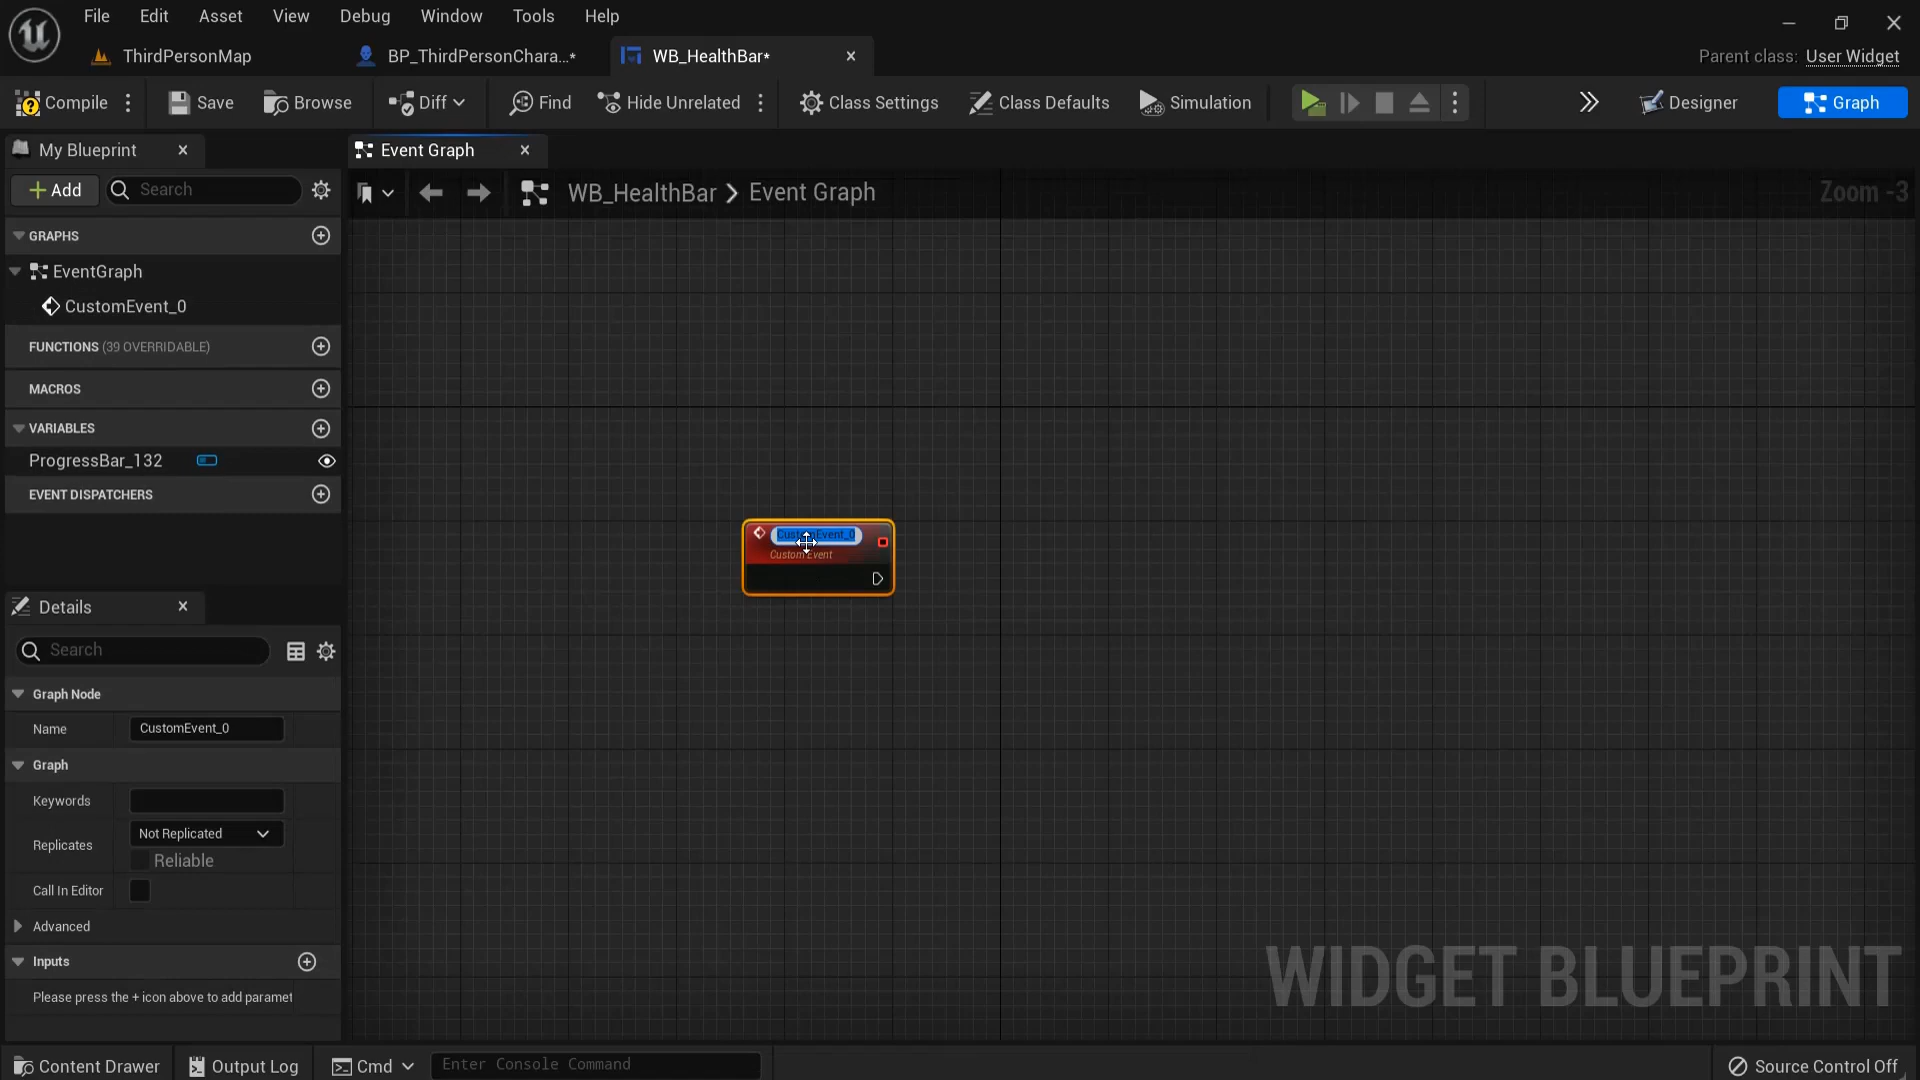 File Edit Asset View Debug Window Tools Help
ThirdPersonMap BP_ThirdPersonChara...* WB_HealthBar* Parent class: User Widget
Compile Save Browse Diff Find Hide Unrelated Class Settings Class Defaults Simulation Designer Graph
My Blueprint Event Graph
Add Search WB_HealthBar Event Graph Zoom -3
GRAPHS
EventGraph
CustomEvent_0
FUNCTIONS (39 OVERRIDABLE)
MACROS
VARIABLES
ProgressBar_132
EVENT DISPATCHERS
CustomEvent_0
Custom Event
Details
Search
Graph Node
Name CustomEvent_0
Graph
Keywords
Replicates Not Replicated
Reliable
Call In Editor
Advanced
Inputs
Please press the + icon above to add paramet
WIDGET BLUEPRINT
Content Drawer Output Log Cmd Enter Console Command Source Control Off